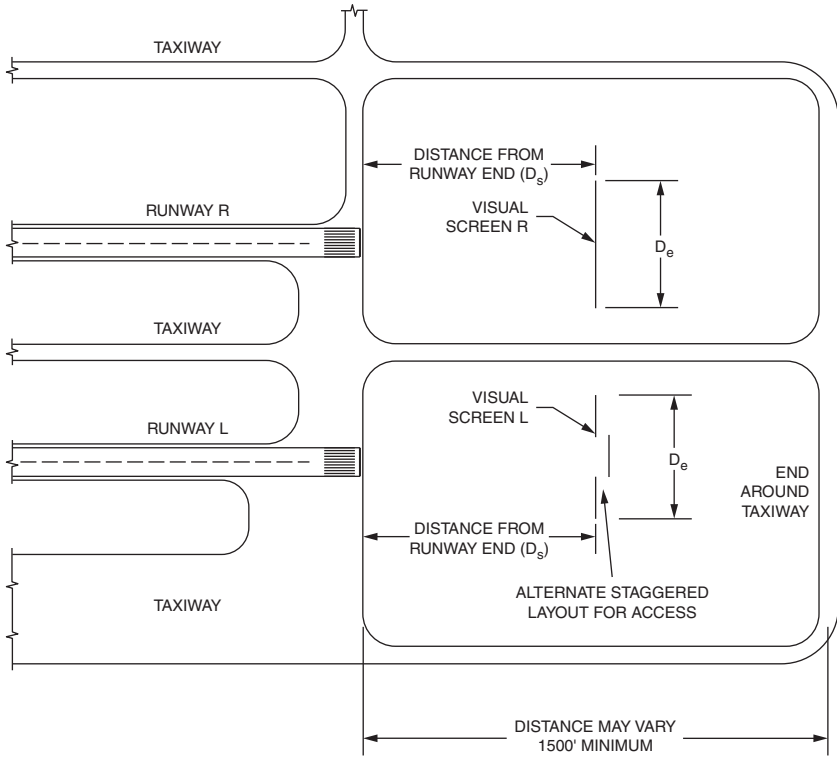 TAXIWAY
DISTANCE FROM
RUNWAY END (Ds)
RUNWAY R
VISUAL
SCREEN R
De
TAXIWAY
VISUAL
SCREEN L
RUNWAY L
De
END
AROUND
TAXIWAY
DISTANCE FROM
RUNWAY END (Ds)
ALTERNATE STAGGERED
LAYOUT FOR ACCESS
TAXIWAY
DISTANCE MAY VARY
1500' MINIMUM